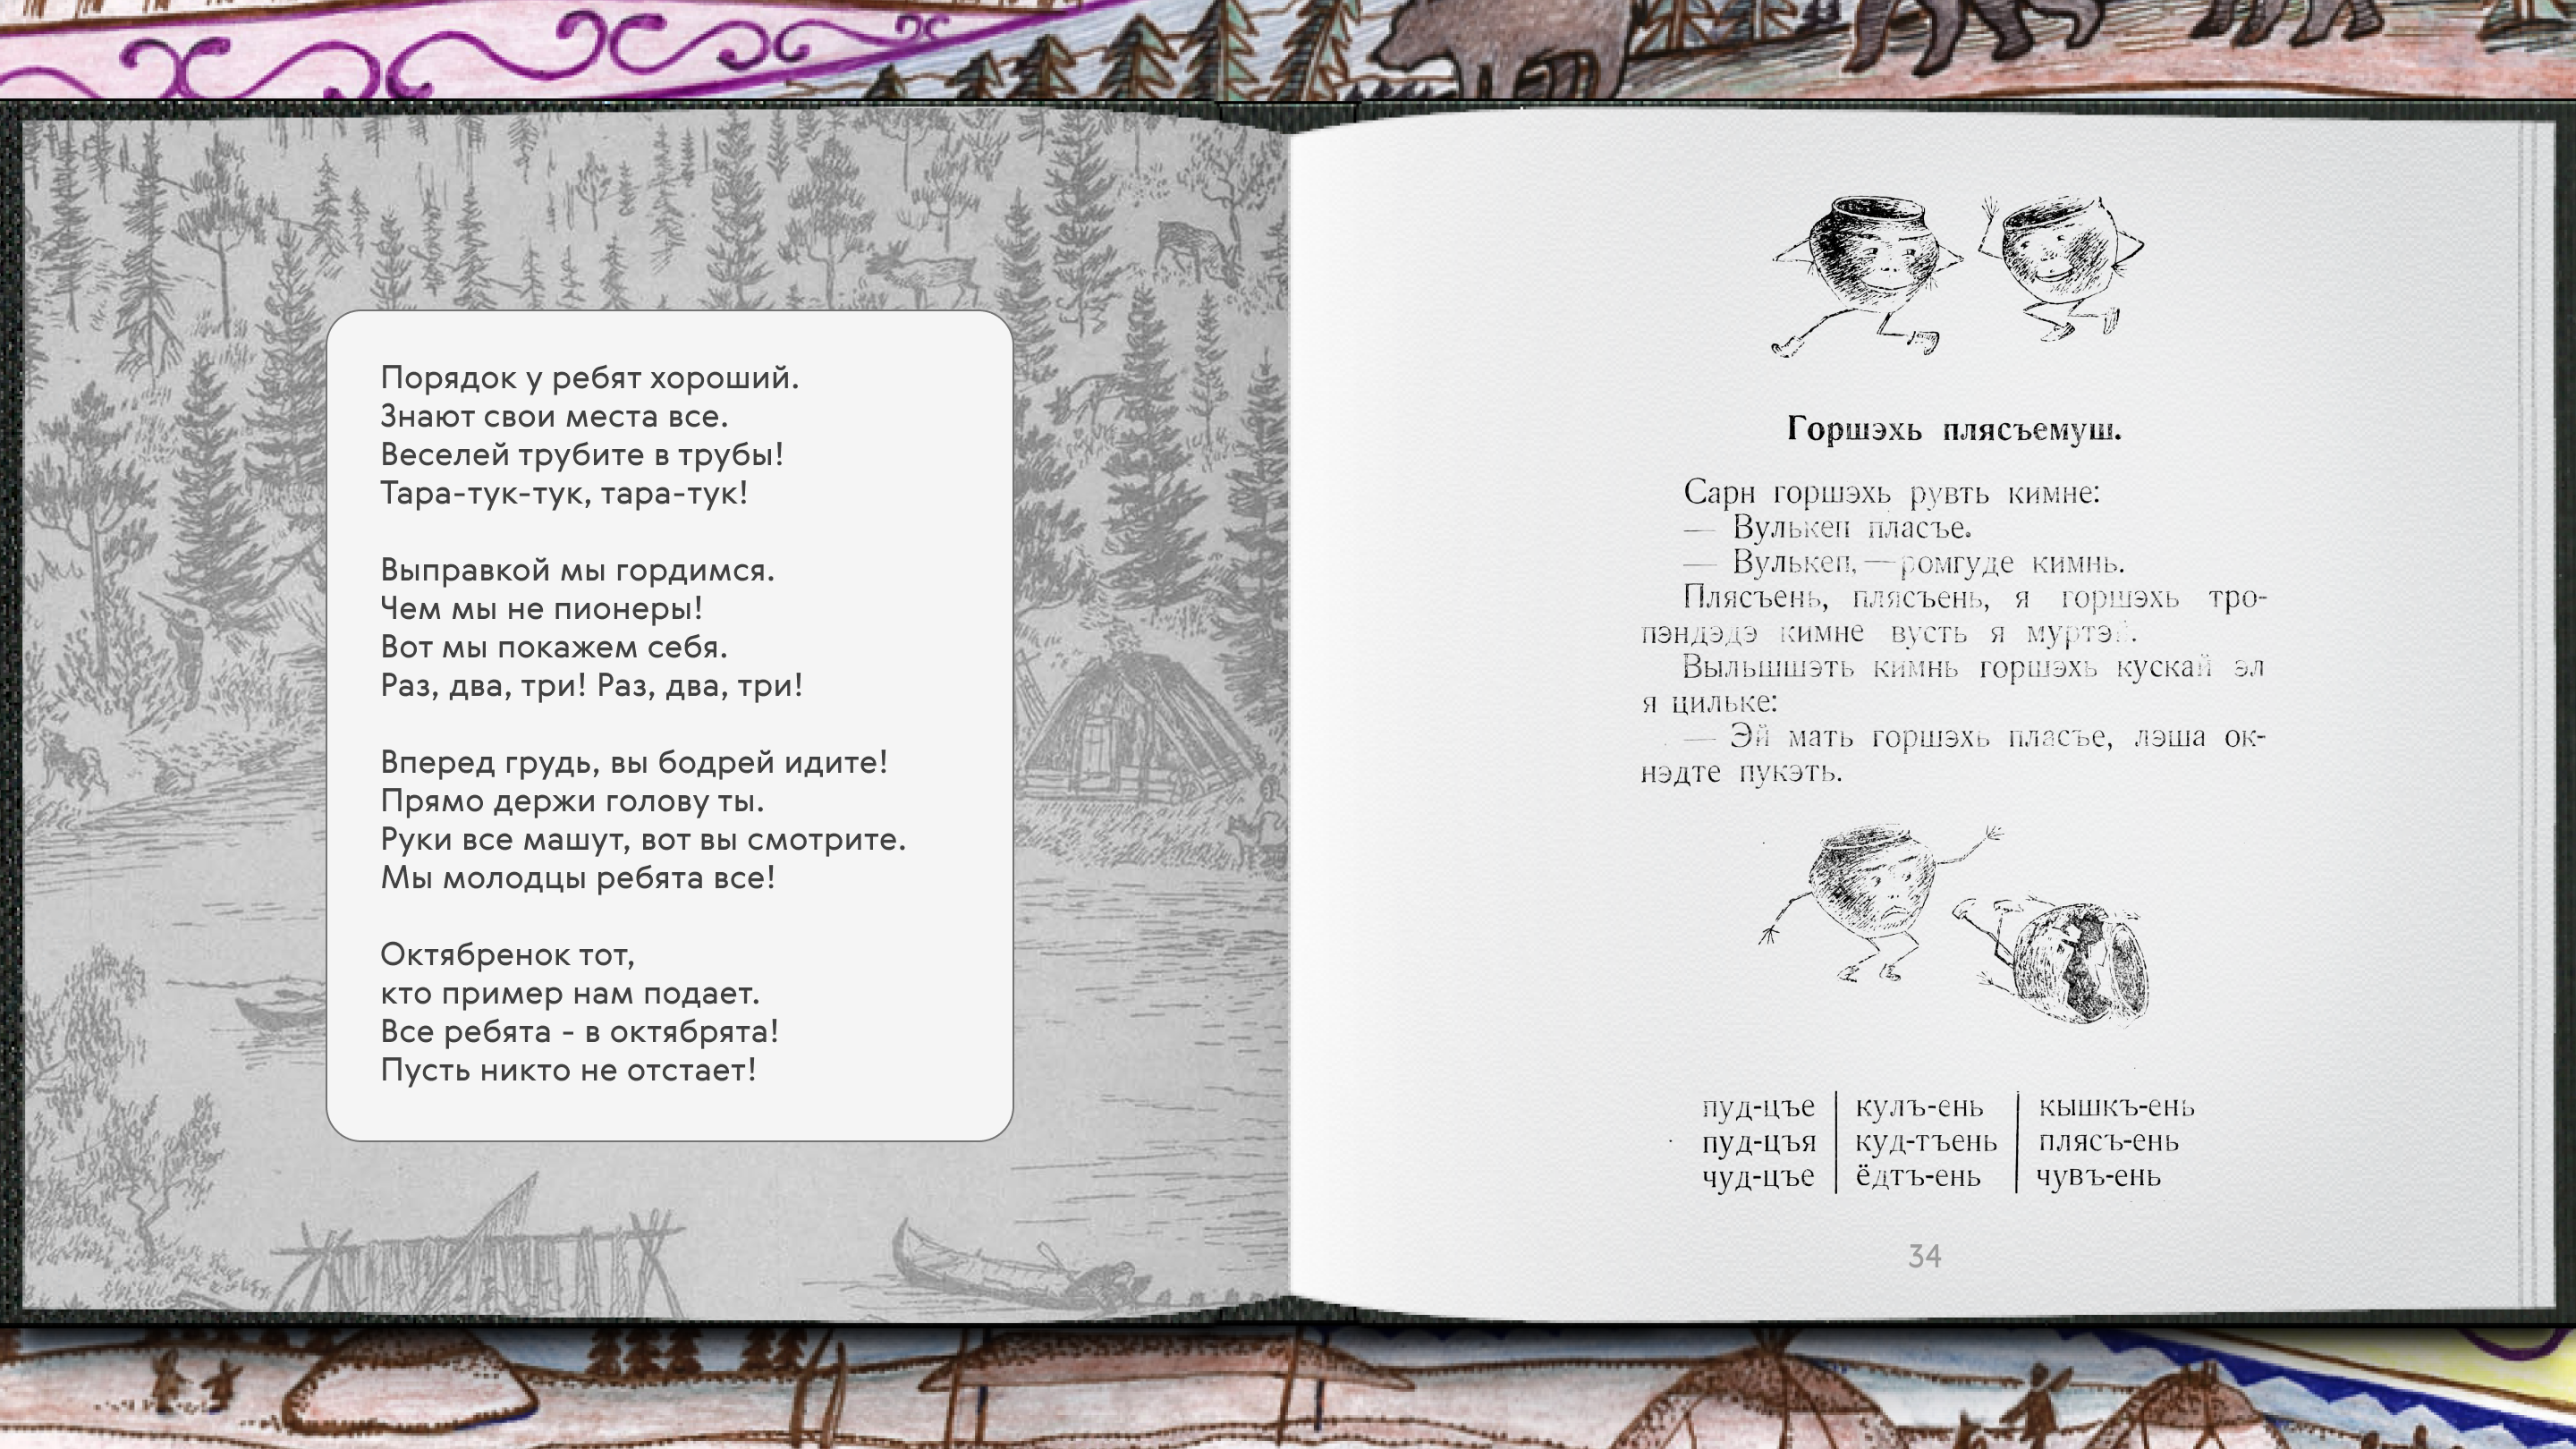 Порядок у ребят хороший.
Знают свои места все.
Веселей трубите в трубы!
Тара-тук-тук, тара-тук!
Выправкой мы гордимся.
Чем мы не пионеры!
Вот мы покажем себя.
Раз, два, три! Раз, два, три!
Вперед грудь, вы бодрей идите!
Прямо держи голову ты.
Руки все машут, вот вы смотрите.
Мы молодцы ребята все!
Октябренок тот,
кто пример нам подает.
Все ребята - в октябрята!
Пусть никто не отстает!
Горшэхь плясъемуш.
Сарн горшэхь рувть кимне:
— Вулькеп пласъе.
— Вулькеп, — ромгуде кимнь.
Плясъень, плясъень, я горшэхь тро-
пэндэдэ кимне вусть я
Выльшшэть кимнь горшэхь кускай эл
я цильке:
— Эй мать горшэхь пласъе, лэша ок-
нэдте пукэть.
пуд-цъе кулъ-ень кышкъ-ень
пуд-цъя куд-тъень плясъ-ень
чуд-цъе ёдтъ-ень чувъ-ень
34